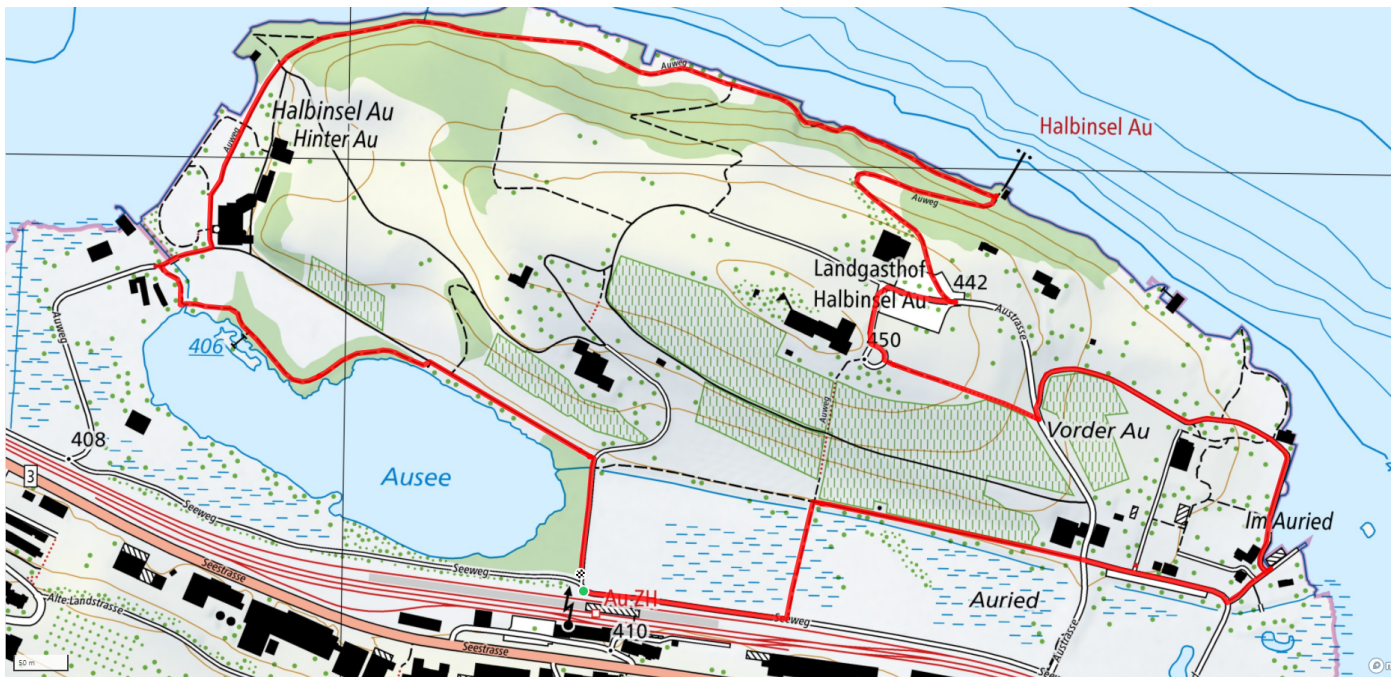 Auweg
Halbinsel Au
Hinter Au
Halbinsel Au
Auweg
Auweg
Landgasthof
Halbinsel Au
442
Austrasse
406
450
Auweg
408
Auweg
Vorder Au
3
Ausee
Im Auried
Seeweg
Seeweg
Seestrasse
Au ZH
Seeweg
Auried
Alte Landstrasse
410
Seestrasse
Austrasse
50 m